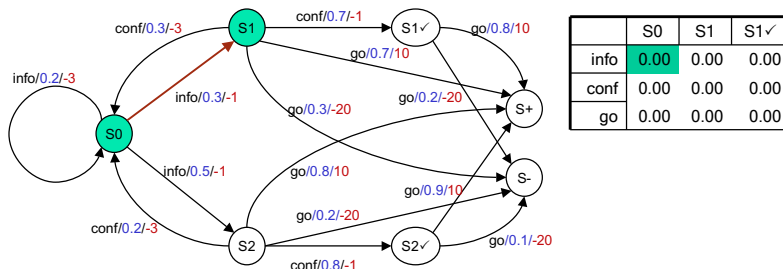 conf/0.3/-3
S1
conf/0.7/-1
S1✓
go/0.8/10
go/0.7/10
info/0.2/-3
info/0.3/-1
go/0.3/-20
go/0.2/-20
S+
S0
info/0.5/-1
go/0.8/10
go/0.9/10
S-
conf/0.2/-3
go/0.2/-20
S2
conf/0.8/-1
S2✓
go/0.1/-20
S0 S1 S1✓
info 0.00 0.00 0.00
conf 0.00 0.00 0.00
go 0.00 0.00 0.00